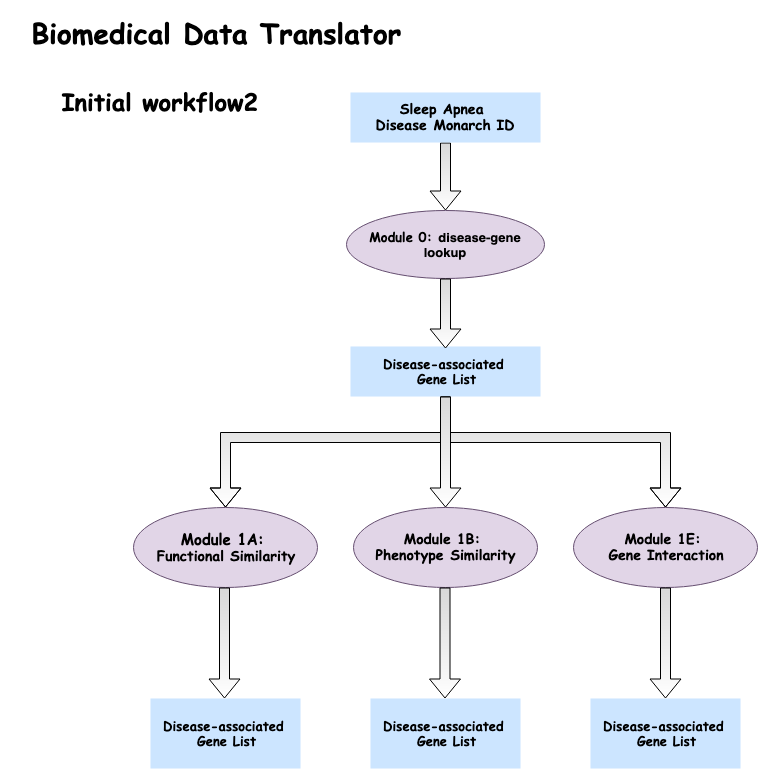 Biomedical Data Translator
Initial workflow2
Sleep Apnea
Disease Monarch ID
Module 0: disease-gene
lookup
Disease-associated
Gene List
Module 1A:
Functional Similarity
Module 1B:
Phenotype Similarity
Module 1E:
Gene Interaction
Disease-associated
Gene List
Disease-associated
Gene List
Disease-associated
Gene List